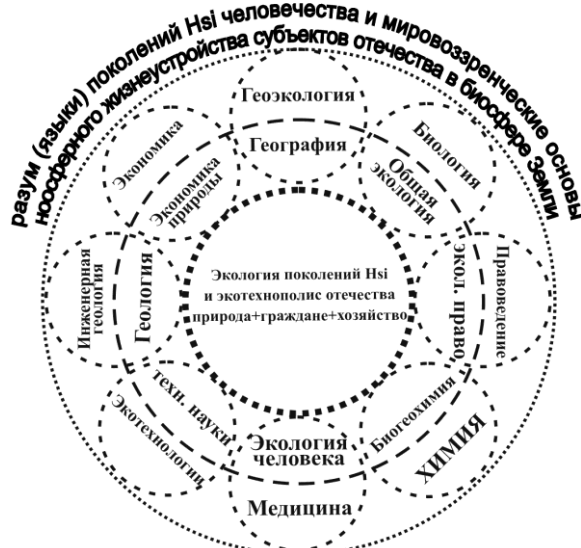 разум (языки) поколений Hsi человечества и мировоззренческие основы
ноосферного жизнеустройства субъектов отечества в биосфере Земли
Геоэкология
География
Биология
Общая
экология
Правоведение
экол. право
ХИМИЯ
Биогеохимия
Экология
человека
Медицина
техн. науки
Экотехнологии
Инженерная
геология
Геология
Экономика
Экономика
природы
Экология поколений Hsi
и экотехнополис отечества
природа+граждане+хозяйство